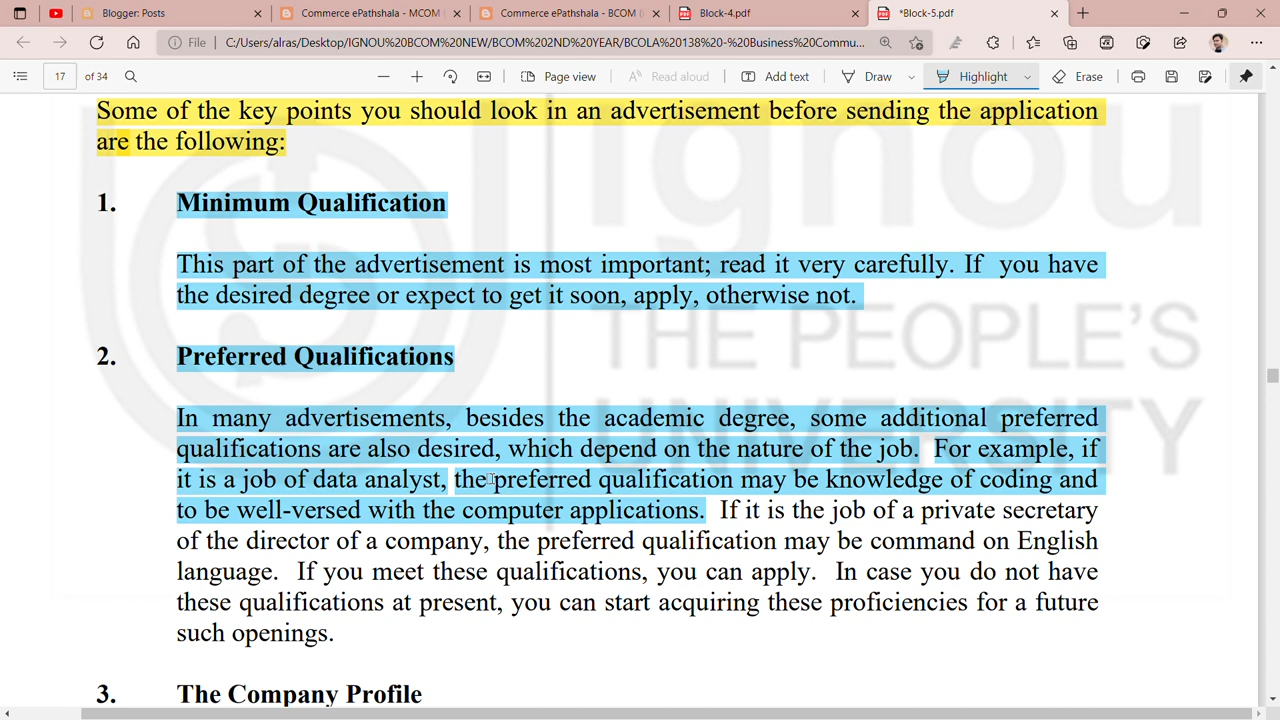 Blogger: Posts
Commerce ePathshala - MCOM
Commerce ePathshala - BCOM (
Block-4.pdf
*Block-5.pdf
File
C:/Users/alras/Desktop/IGNOU%20BCOM%20NEW/BCOM%202ND%20YEAR/BCOLA%20138%20-%20Business%20Commu...
17 of 34
Page view
Read aloud
Add text
Draw
Highlight
Erase
Some of the key points you should look in an advertisement before sending the application
are the following:
1. Minimum Qualification
This part of the advertisement is most important; read it very carefully. If you have
the desired degree or expect to get it soon, apply, otherwise not.
2. Preferred Qualifications
In many advertisements, besides the academic degree, some additional preferred
qualifications are also desired, which depend on the nature of the job. For example, if
it is a job of data analyst, the preferred qualification may be knowledge of coding and
to be well-versed with the computer applications. If it is the job of a private secretary
of the director of a company, the preferred qualification may be command on English
language. If you meet these qualifications, you can apply. In case you do not have
these qualifications at present, you can start acquiring these proficiencies for a future
such openings.
3. The Company Profile
ignou
THE PEOPLE'S
UNIVERSITY